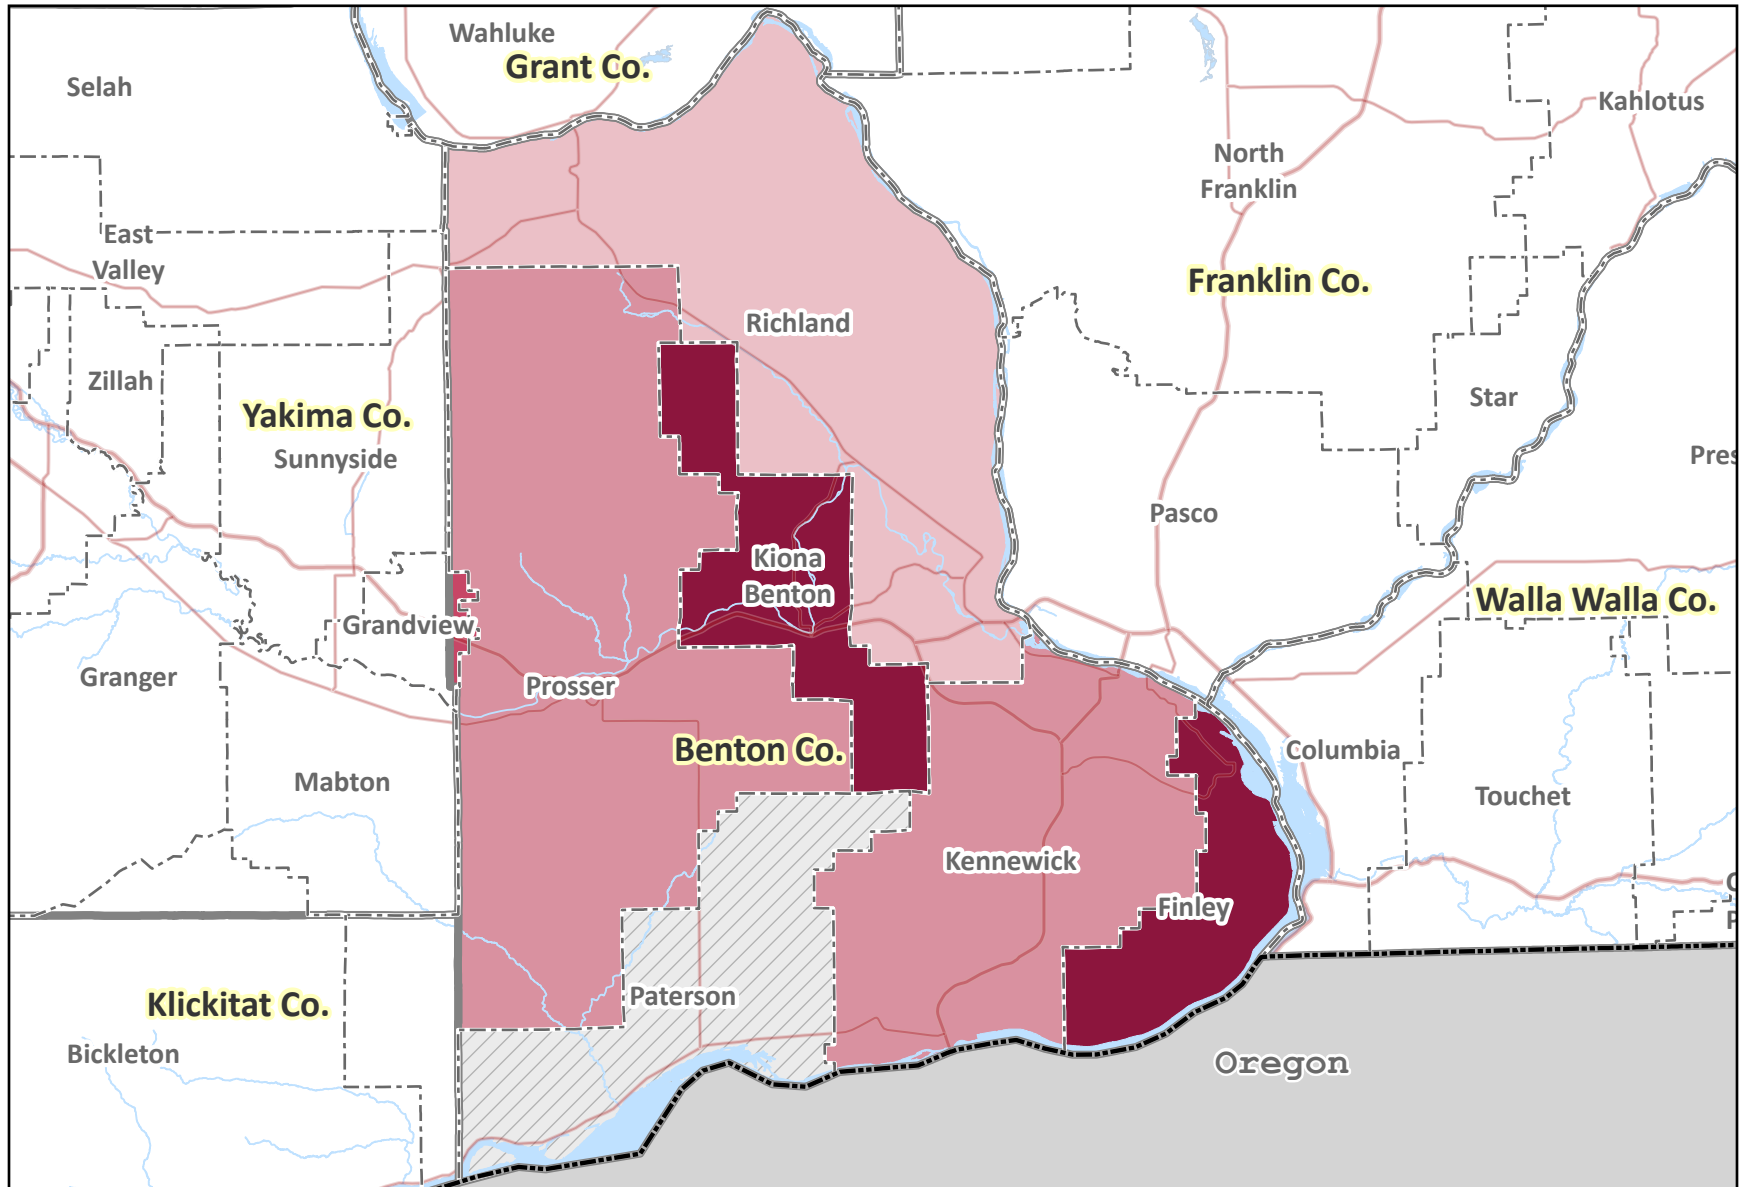 Wahluke
Grant Co.
Selah
Kahlotus
North
Franklin
East
Valley
Franklin Co.
Richland
Zillah
Star
Yakima Co.
Sunnyside
Pres
Pasco
Kiona
Benton
Walla Walla Co.
Grandview
Granger
Prosser
Benton Co.
Columbia
Mabton
Touchet
Kennewick
Finley
Paterson
Klickitat Co.
Bickleton
Oregon